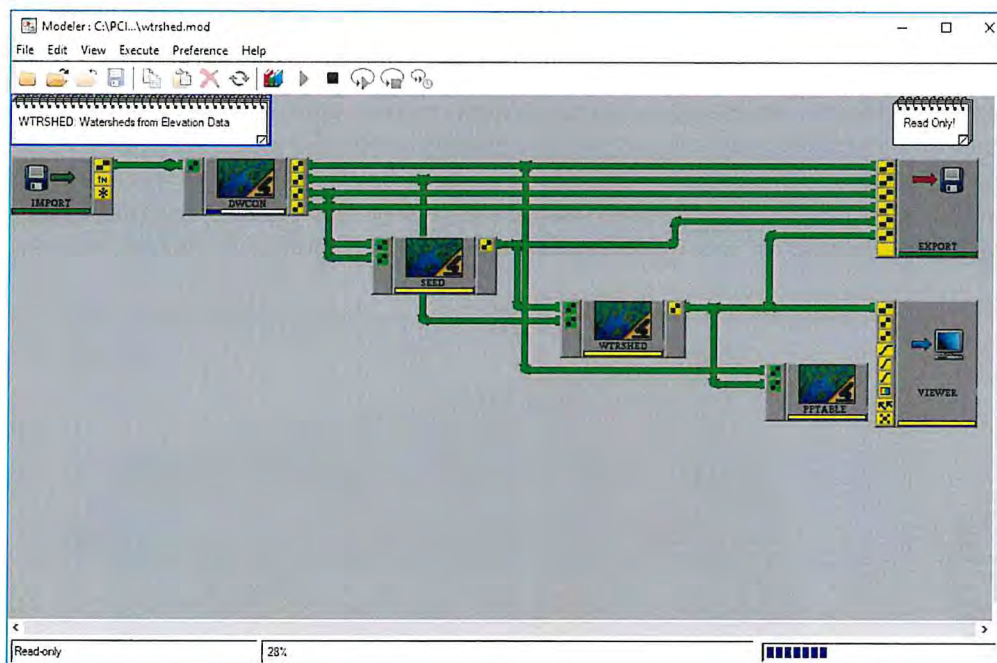 Modeler : C:\PCI...\wtrshed.mod
File Edit View Execute Preference Help
WTRSHED: Watersheds from Elevation Data
Read Only!
IMPORT
DWCON
EXPORT
SEED
WTRSHED
VIEWER
PPTABLE
Read-only
28%